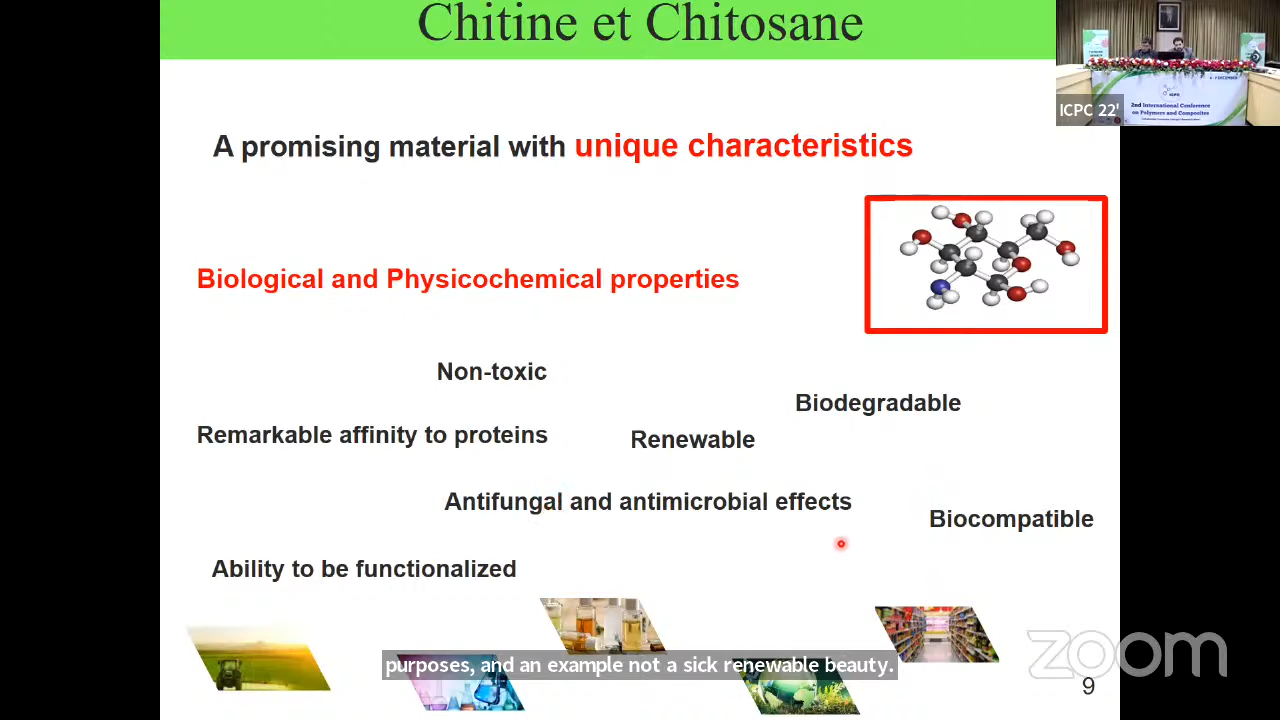 Chitine et Chitosane
ICPC 22'
2nd International Conference
on Polymers and Composites
A promising material with unique characteristics
Biological and Physicochemical properties
Non-toxic
Biodegradable
Remarkable affinity to proteins
Renewable
Antifungal and antimicrobial effects
Biocompatible
Ability to be functionalized
purposes, and an example not a sick renewable beauty.
zoom
9